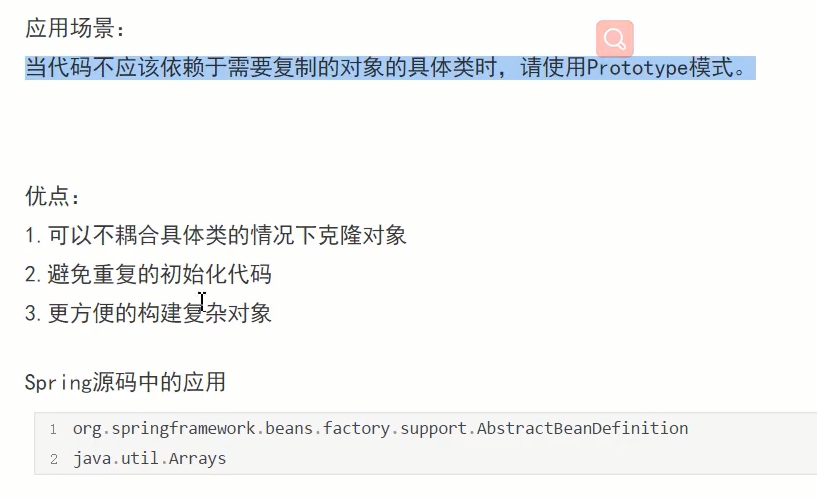 应用场景:
当代码不应该依赖于需要复制的对象的具体类时，请使用Prototype模式。
优点:
1.可以不耦合具体类的情况下克隆对象
2.避免重复的初始化代码
3.更方便的构建复杂对象
Spring源码中的应用
1 org.springframework.beans.factory.support.AbstractBeanDefinition
2 java.util.Arrays